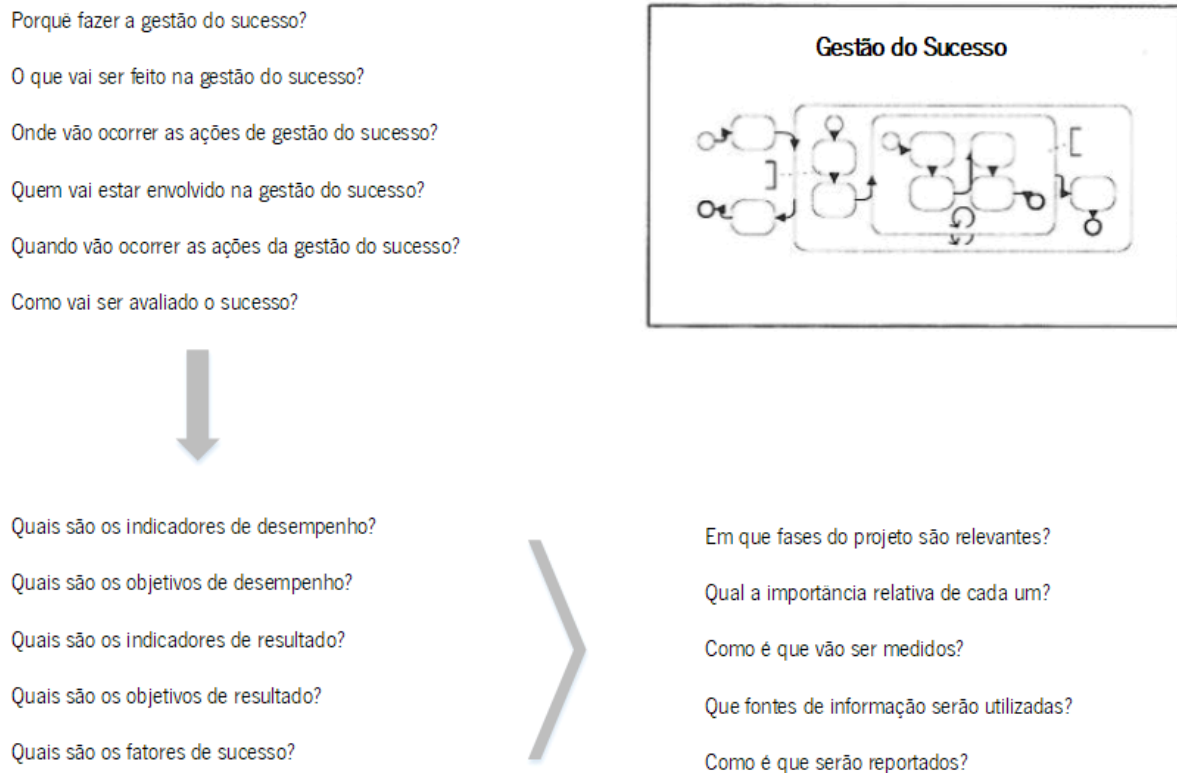 Porquê fazer a gestão do sucesso?
O que vai ser feito na gestão do sucesso?
Onde vão ocorrer as ações de gestão do sucesso?
Quem vai estar envolvido na gestão do sucesso?
Quando vão ocorrer as ações da gestão do sucesso?
Como vai ser avaliado o sucesso?
Gestão do Sucesso
Quais são os indicadores de desempenho?
Quais são os objetivos de desempenho?
Quais são os indicadores de resultado?
Quais são os objetivos de resultado?
Quais são os fatores de sucesso?
Em que fases do projeto são relevantes?
Qual a importância relativa de cada um?
Como é que vão ser medidos?
Que fontes de informação serão utilizadas?
Como é que serão reportados?